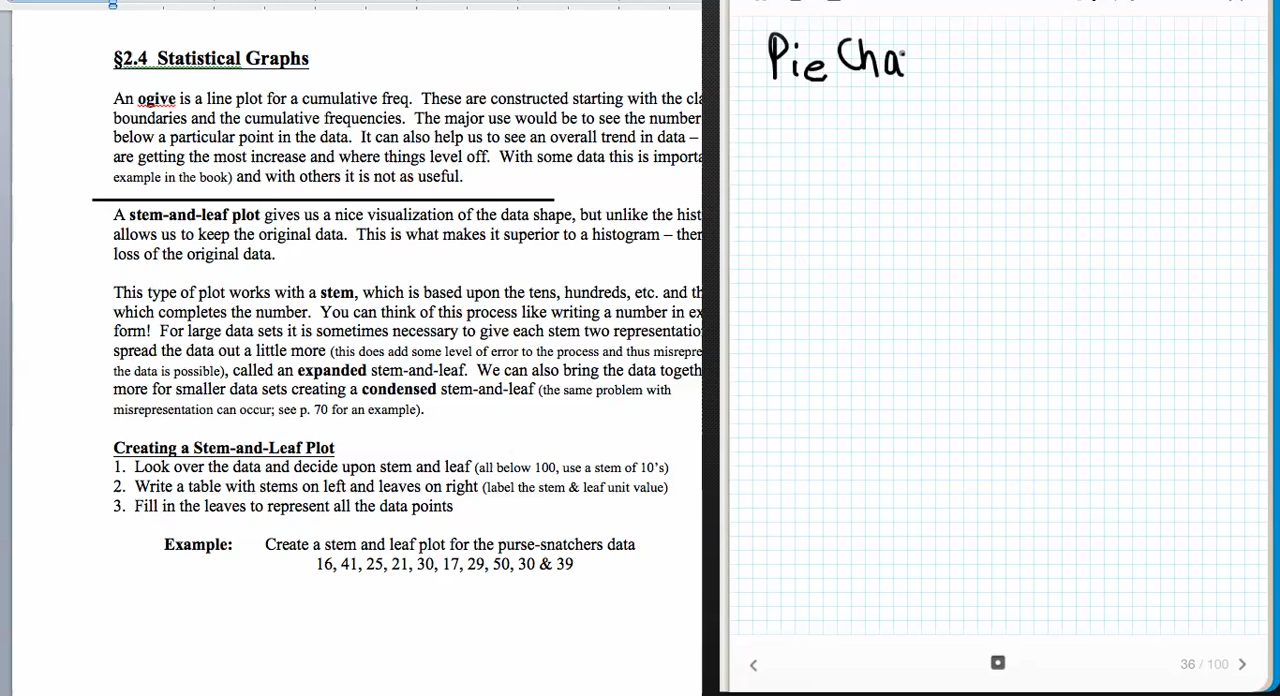 §2.4 Statistical Graphs
An ogive is a line plot for a cumulative freq. These are constructed starting with the
boundaries and the cumulative frequencies. The major use would be to see the number
below a particular point in the data. It can also help us to see an overall trend in data –
are getting the most increase and where things level off. With some data this is
example in the book) and with others it is not as useful.
A stem-and-leaf plot gives us a nice visualization of the data shape, but unlike the
allows us to keep the original data. This is what makes it superior to a histogram –
loss of the original data.
This type of plot works with a stem, which is based upon the tens, hundreds, etc. and
which completes the number. You can think of this process like writing a number in
form! For large data sets it is sometimes necessary to give each stem two
spread the data out a little more (this does add some level of error to the process and thus
the data is possible), called an expanded stem-and-leaf. We can also bring the data
more for smaller data sets creating a condensed stem-and-leaf (the same problem with
misrepresentation can occur; see p. 70 for an example).
Creating a Stem-and-Leaf Plot
1. Look over the data and decide upon stem and leaf (all below 100, use a stem of 10's)
2. Write a table with stems on left and leaves on right (label the stem & leaf unit value)
3. Fill in the leaves to represent all the data points
Example: Create a stem and leaf plot for the purse-snatchers data
16, 41, 25, 21, 30, 17, 29, 50, 30 & 39
Pie Cha
36 / 100